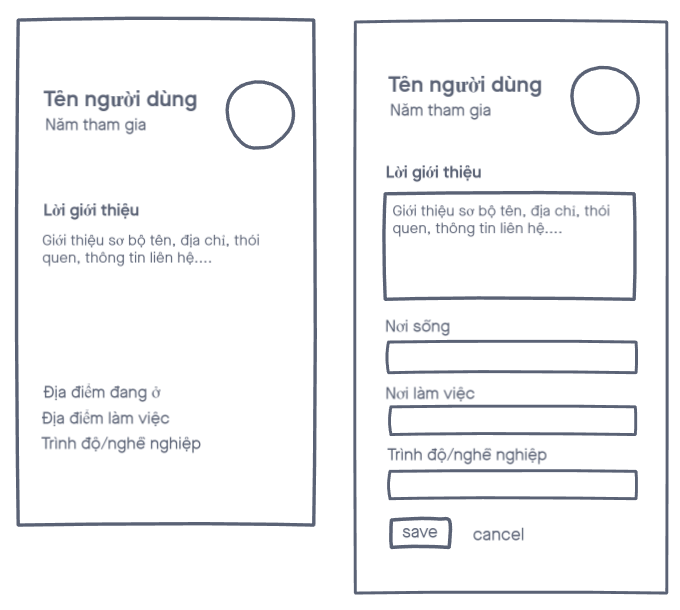 Tên người dùng
Năm tham gia
Lời giới thiệu
Giới thiệu sơ bộ tên, địa chỉ, thói
quen, thông tin liên hệ....
Địa điểm đang ở
Địa điểm làm việc
Trình độ/nghề nghiệp
Tên người dùng
Năm tham gia
Lời giới thiệu
Giới thiệu sơ bộ tên, địa chỉ, thói
quen, thông tin liên hệ....
Nơi sống
Nơi làm việc
Trình độ/nghề nghiệp
save cancel